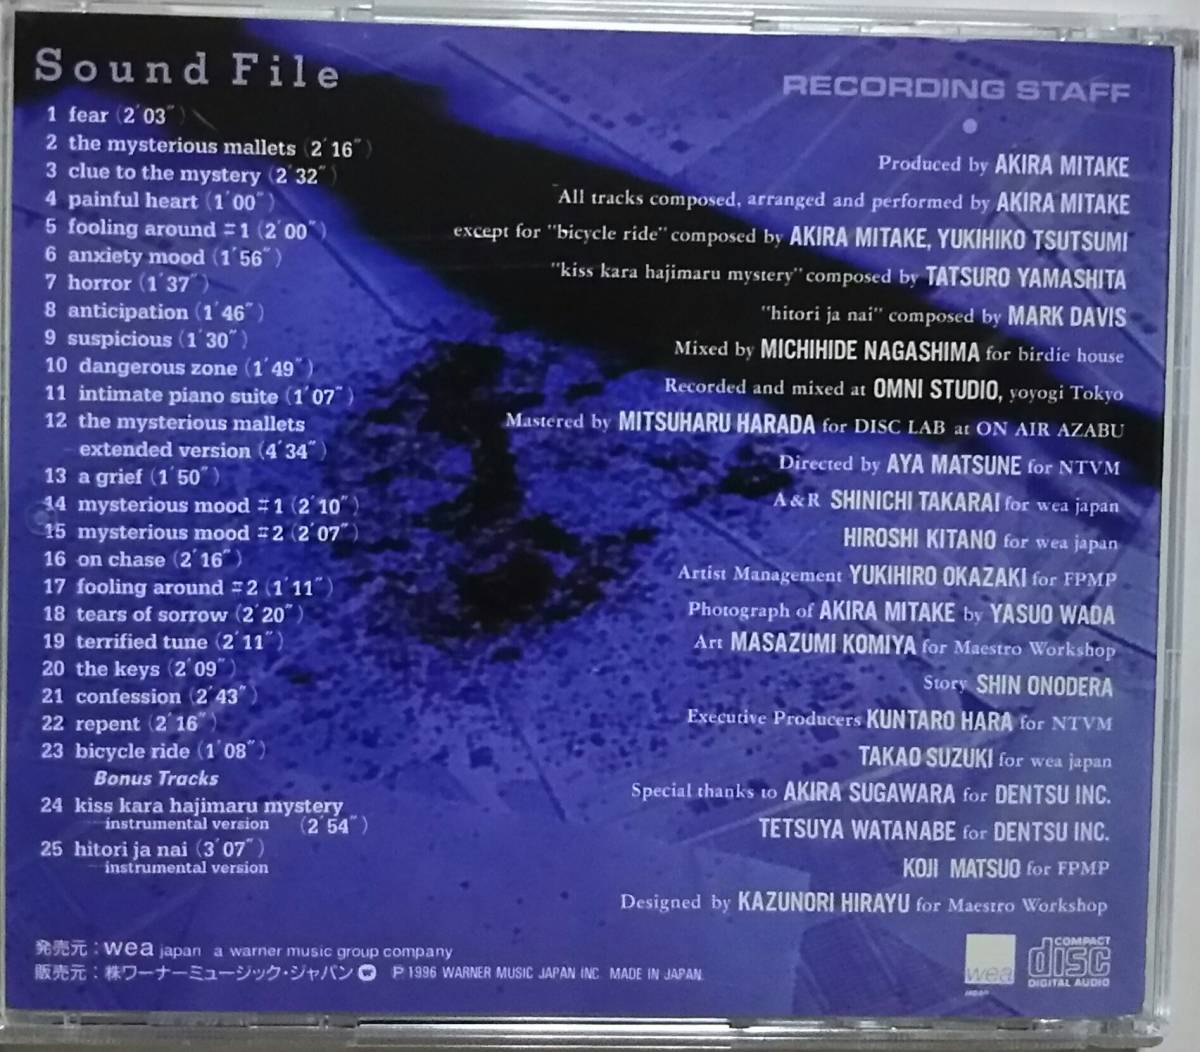 Sound File
1 fear (2′03″)
2 the mysterious mallets (2′16″)
3 clue to the mystery (2′32″)
4 painful heart (1′00″)
5 fooling around #1 (2′00″)
6 anxiety mood (1′56″)
7 horror (1′37″)
8 anticipation (1′46″)
9 suspicious (1′30″)
10 dangerous zone (1′49″)
11 intimate piano suite (1′07″)
12 the mysterious mallets
extended version (4′34″)
13 a grief (1′50″)
14 mysterious mood #1 (2′10″)
15 mysterious mood #2 (2′07″)
16 on chase (2′16″)
17 fooling around #2 (1′11″)
18 tears of sorrow (2′20″)
19 terrified tune (2′11″)
20 the keys (2′09″)
21 confession (2′43″)
22 repent (2′16″)
23 bicycle ride (1′08″)
Bonus Tracks
24 kiss kara hajimaru mystery
instrumental version (2′54″)
25 hitori ja nai (3′07″)
instrumental version
RECORDING STAFF
Produced by AKIRA MITAKE
All tracks composed, arranged and performed by AKIRA MITAKE
except for "bicycle ride" composed by AKIRA MITAKE, YUKIHIKO TSUTSUMI
"kiss kara hajimaru mystery" composed by TATSURO YAMASHITA
"hitori ja nai" composed by MARK DAVIS
Mixed by MICHIHIDE NAGASHIMA for birdie house
Recorded and mixed at OMNI STUDIO, yoyogi Tokyo
Mastered by MITSUHARU HARADA for DISC LAB at ON AIR AZABU
Directed by AYA MATSUNE for NTVM
A & R SHINICHI TAKARAI for wea japan
HIROSHI KITANO for wea japan
Artist Management YUKIHIRO OKAZAKI for FPMP
Photograph of AKIRA MITAKE by YASUO WADA
Art MASAZUMI KOMIYA for Maestro Workshop
Story SHIN ONODERA
Executive Producers KUNTARO HARA for NTVM
TAKAO SUZUKI for wea japan
Special thanks to AKIRA SUGAWARA for DENTSU INC.
TETSUYA WATANABE for DENTSU INC.
KOJI MATSUO for FPMP
Designed by KAZUNORI HIRAYU for Maestro Workshop
発売元：wea japan a warner music group company
販売元：㈱ワーナーミュージック・ジャパン Ⓟ 1996 WARNER MUSIC JAPAN INC. MADE IN JAPAN.
wea
JAPAN
COMPACT
disc
DIGITAL AUDIO